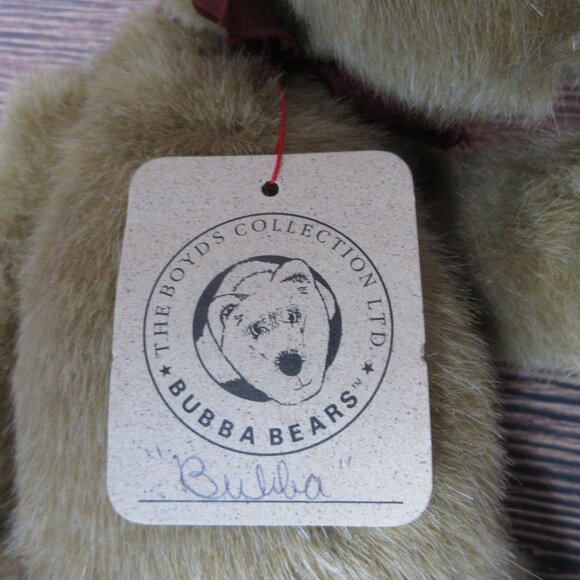 THE BOYDS COLLECTION LTD.
★ BUBBA BEARS™ ★
"Bubba"